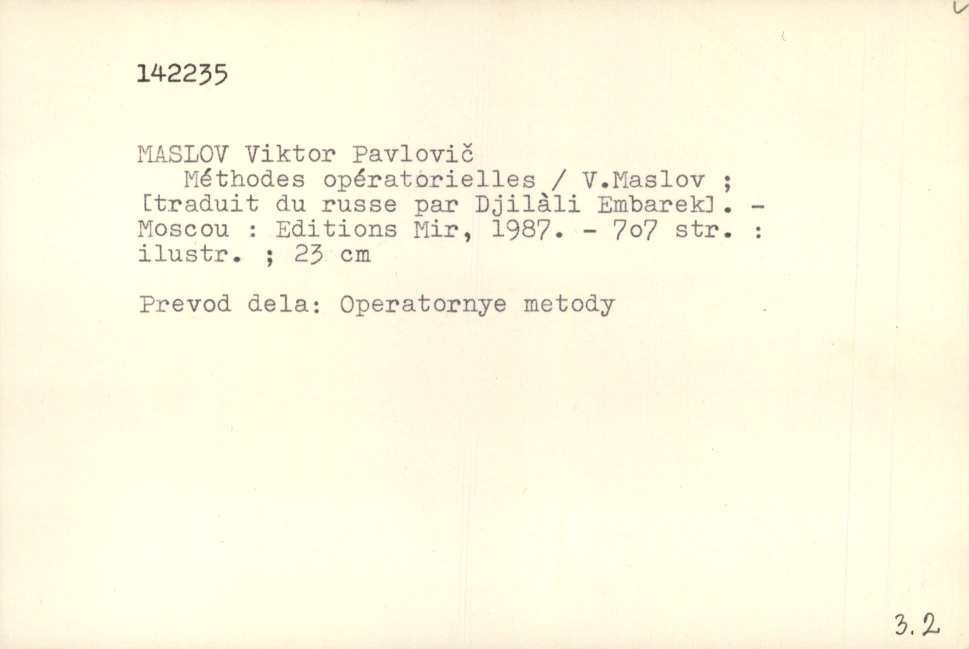 142235
MASLOV Viktor Pavlovič
Méthodes opératorielles / V.Maslov ;
[traduit du russe par Djilàli Embarek]. -
Moscou : Editions Mir, 1987. - 7o7 str. :
ilustr. ; 23 cm
Prevod dela: Operatornye metody
3.2